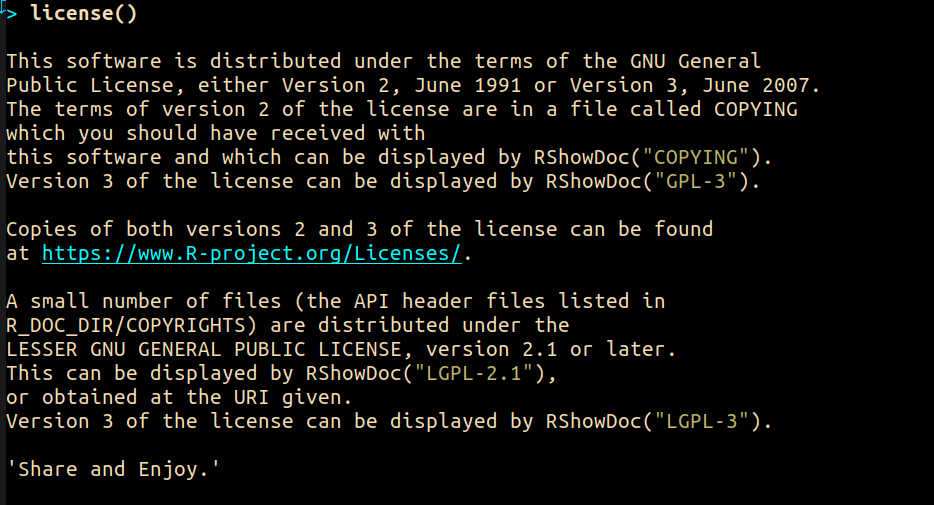 > license()
This software is distributed under the terms of the GNU General
Public License, either Version 2, June 1991 or Version 3, June 2007.
The terms of version 2 of the license are in a file called COPYING
which you should have received with
this software and which can be displayed by RShowDoc("COPYING").
Version 3 of the license can be displayed by RShowDoc("GPL-3").
Copies of both versions 2 and 3 of the license can be found
at https://www.R-project.org/Licenses/.
A small number of files (the API header files listed in
R_DOC_DIR/COPYRIGHTS) are distributed under the
LESSER GNU GENERAL PUBLIC LICENSE, version 2.1 or later.
This can be displayed by RShowDoc("LGPL-2.1"),
or obtained at the URI given.
Version 3 of the license can be displayed by RShowDoc("LGPL-3").
'Share and Enjoy.'